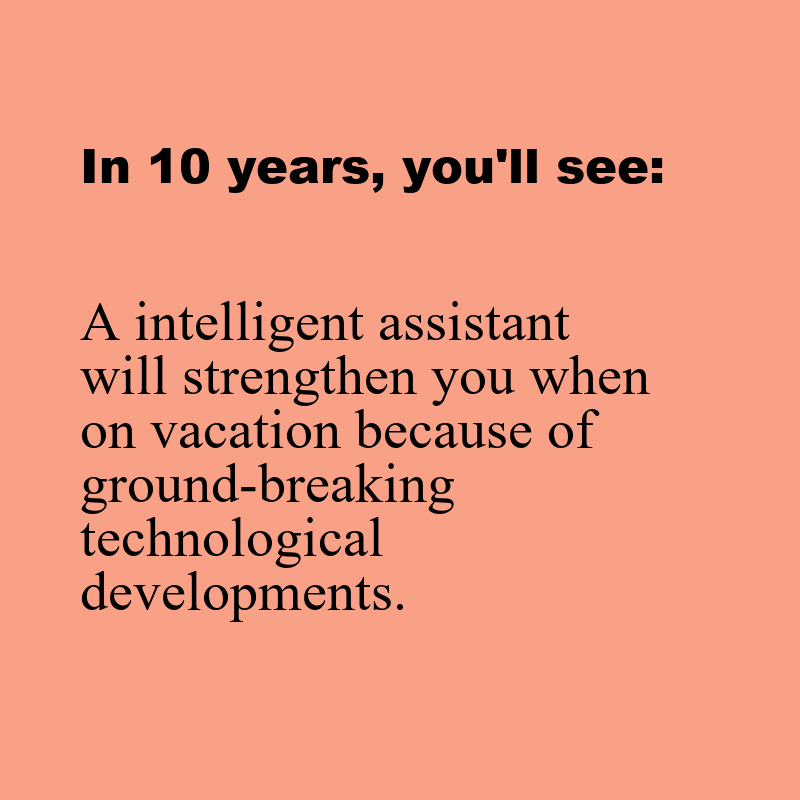 In 10 years, you'll see:
A intelligent assistant
will strengthen you when
on vacation because of
ground-breaking
technological
developments.